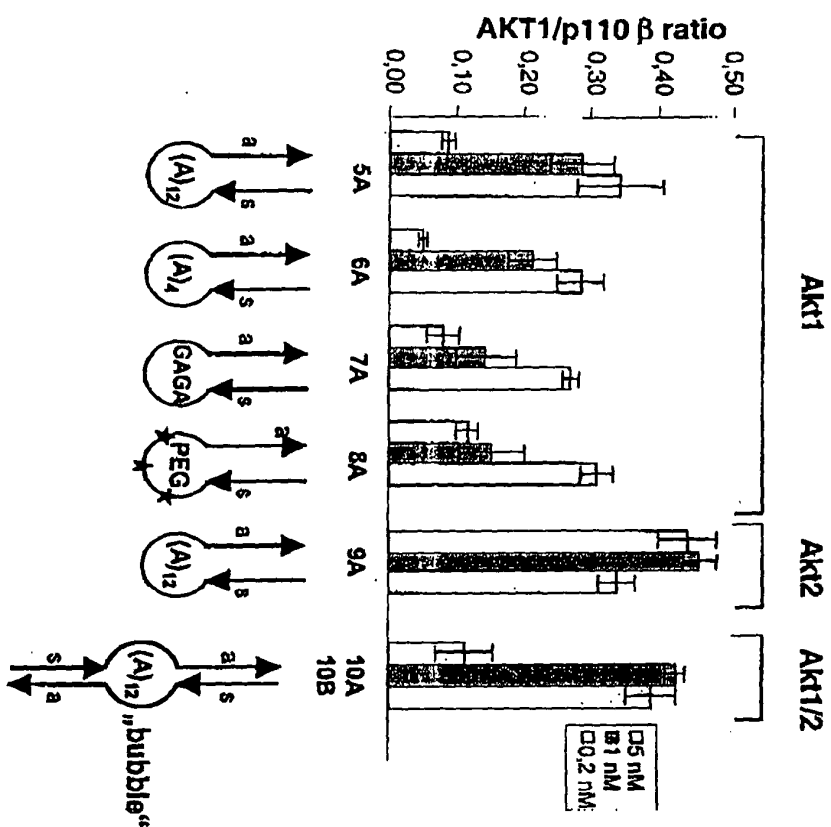 AKT1/p110 β ratio
0,50
0,40
0,30
0,20
0,10
0,00
Akt1
Akt2
Akt1/2
□5 nM
■1 nM
□0,2 nM
5A
6A
7A
8A
9A
10A
10B
a
s
(A)12
a
s
(A)4
a
s
GAGA
a
s
PEG
a
s
(A)12
a
s
(A)12
s
a
„bubble“